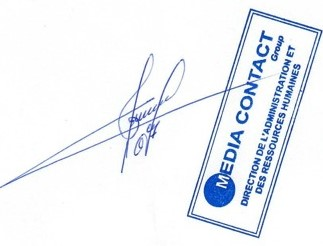 MEDIA CONTACT
Group
DIRECTION DE L'ADMINISTRATION ET
DES RESSOURCES HUMAINES